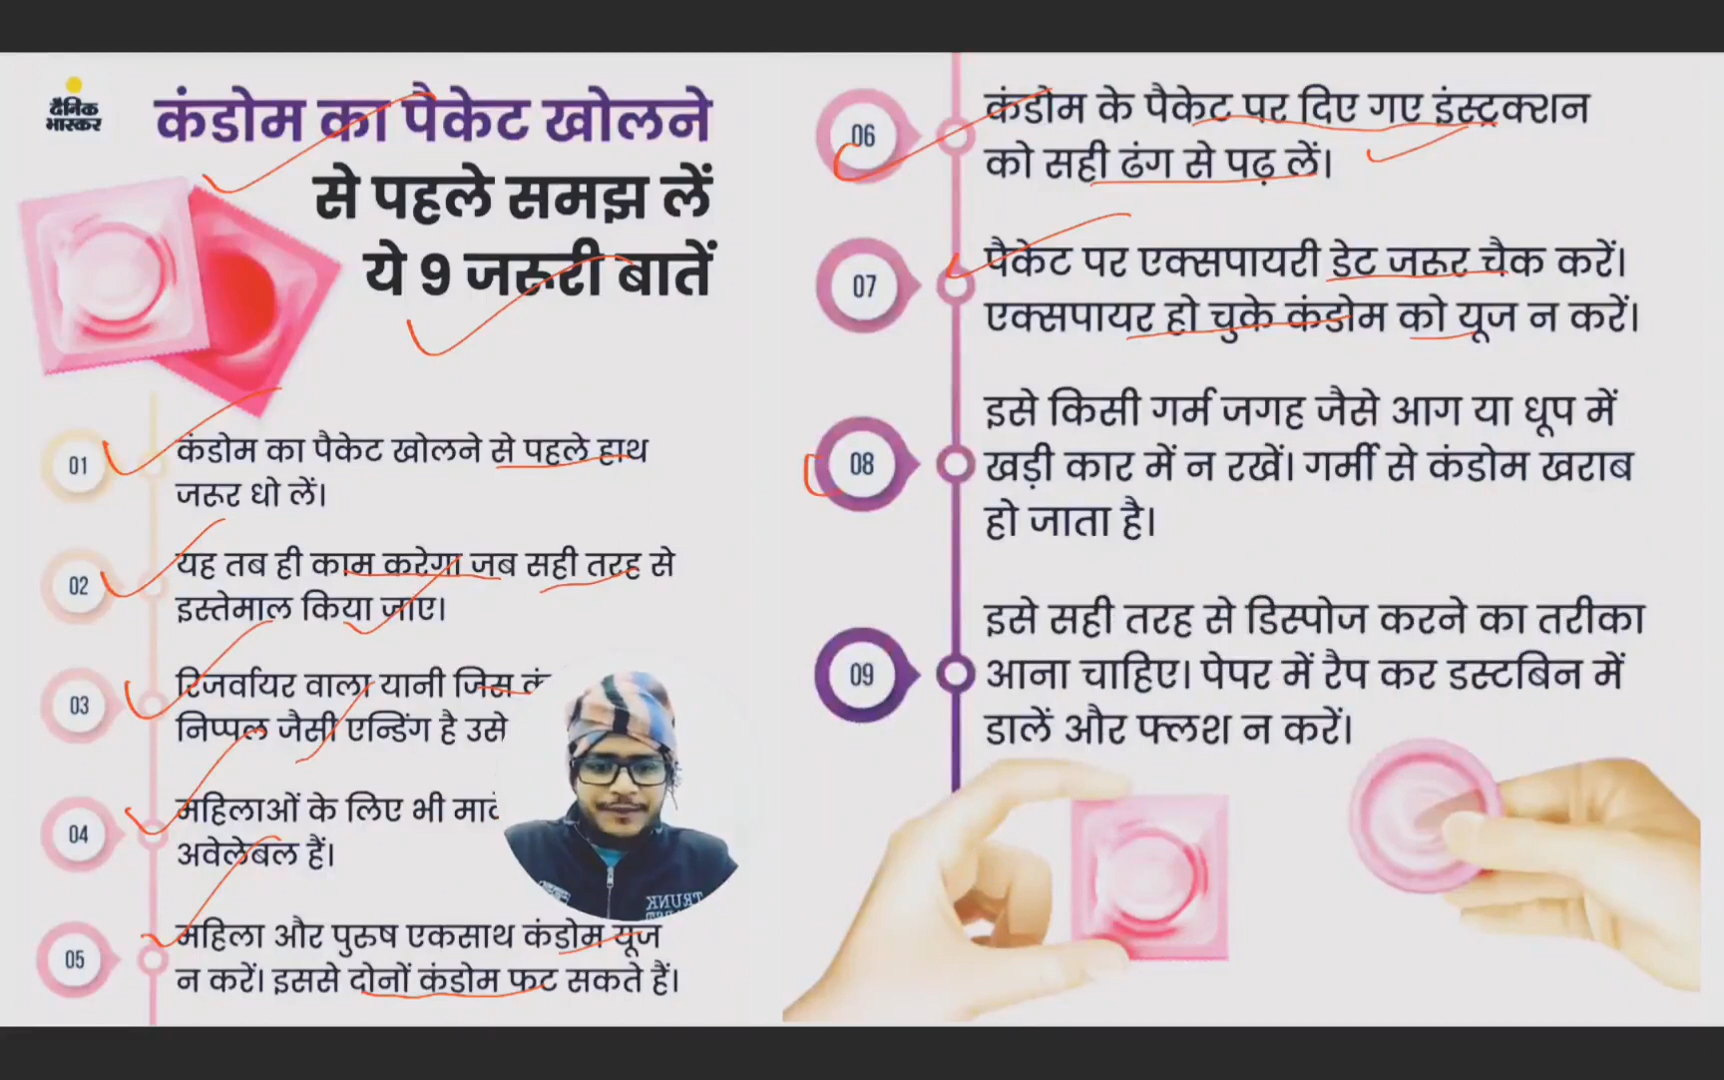 दैनिक
भास्कर
कंडोम का पैकेट खोलने
से पहले समझ लें
ये 9 जरूरी बातें
01
कंडोम का पैकेट खोलने से पहले हाथ
जरूर धो लें।
02
यह तब ही काम करेगा जब सही तरह से
इस्तेमाल किया जाए।
03
रिजर्वायर वाला यानी जिस
निप्पल जैसी एन्डिंग है उसे
04
महिलाओं के लिए भी
अवेलेबल हैं।
05
महिला और पुरुष एकसाथ कंडोम यूज
न करें। इससे दोनों कंडोम फट सकते हैं।
06
कंडोम के पैकेट पर दिए गए इंस्ट्रक्शन
को सही ढंग से पढ़ लें।
07
पैकेट पर एक्सपायरी डेट जरूर चैक करें।
एक्सपायर हो चुके कंडोम को यूज न करें।
08
इसे किसी गर्म जगह जैसे आग या धूप में
खड़ी कार में न रखें। गर्मी से कंडोम खराब
हो जाता है।
09
इसे सही तरह से डिस्पोज करने का तरीका
आना चाहिए। पेपर में रैप कर डस्टबिन में
डालें और फ्लश न करें।